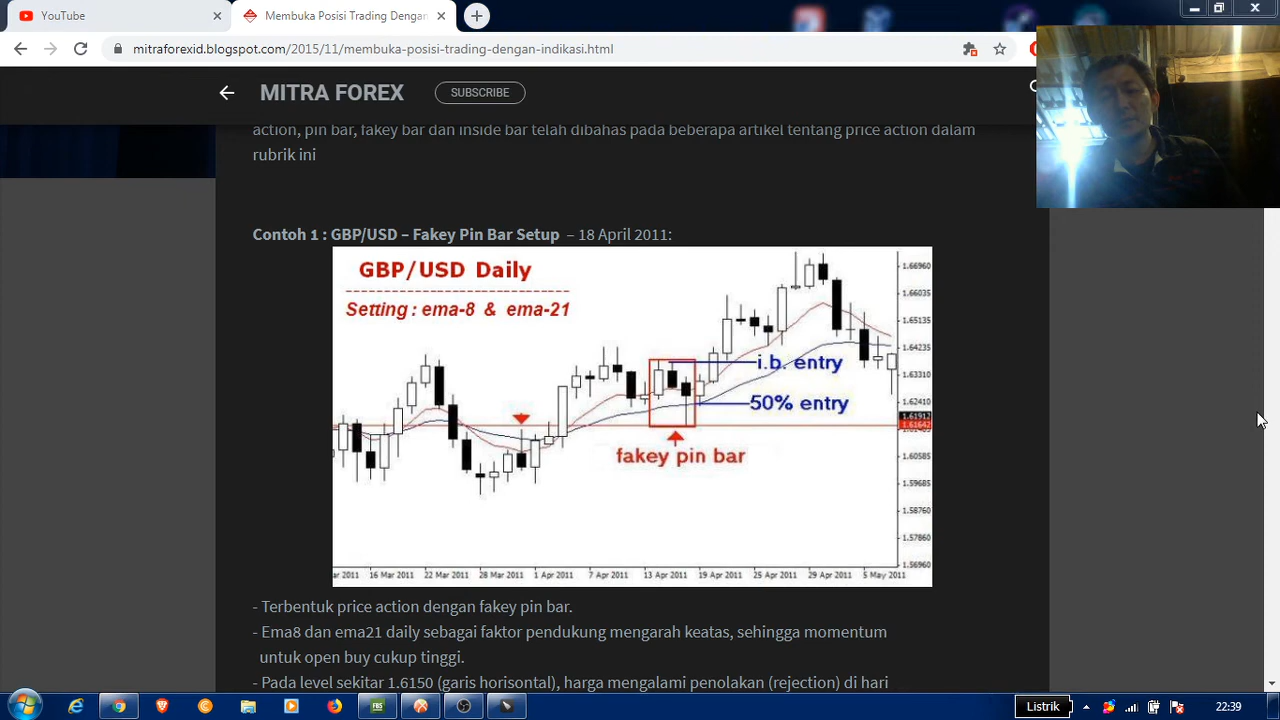 YouTube
Membuka Posisi Trading Dengan
mitraforexid.blogspot.com/2015/11/membuka-posisi-trading-dengan-indikasi.html
MITRA FOREX
SUBSCRIBE
action, pin bar, fakey bar dan inside bar telah dibahas pada beberapa artikel tentang price action dalam
rubrik ini
Contoh 1 : GBP/USD – Fakey Pin Bar Setup – 18 April 2011:
GBP/USD Daily
Setting : ema-8 & ema-21
i.b. entry
50% entry
fakey pin bar
1.66960
1.66035
1.65135
1.64235
1.63310
1.62410
1.61912
1.61642
1.60585
1.59685
1.58760
1.57860
1.56960
ar 2011
16 Mar 2011
22 Mar 2011
28 Mar 2011
1 Apr 2011
7 Apr 2011
13 Apr 2011
19 Apr 2011
25 Apr 2011
29 Apr 2011
5 May 2011
- Terbentuk price action dengan fakey pin bar.
- Ema8 dan ema21 daily sebagai faktor pendukung mengarah keatas, sehingga momentum
untuk open buy cukup tinggi.
- Pada level sekitar 1.6150 (garis horisontal), harga mengalami penolakan (rejection) di hari
FBS
Listrik
22:39